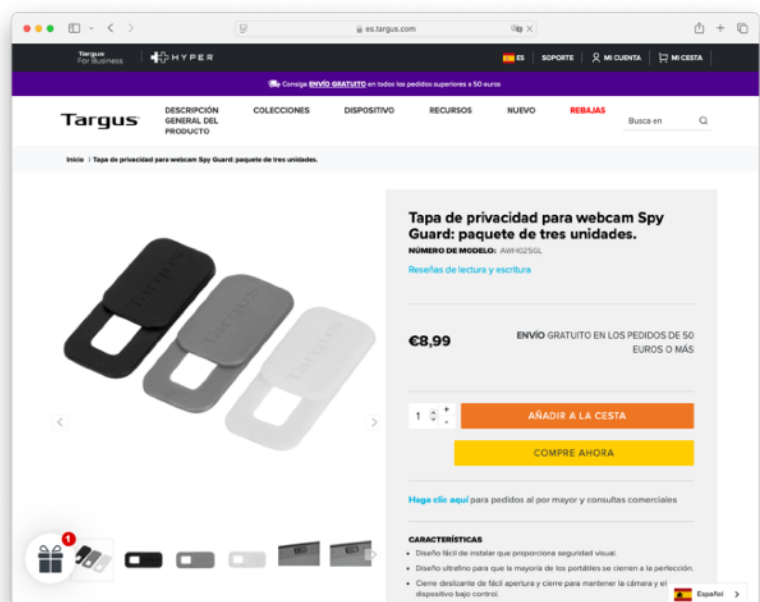 es.targus.com
Targus
For Business
HYPER
ES
SOPORTE
MI CUENTA
MI CESTA
Consiga ENVÍO GRATUITO en todos los pedidos superiores a 50 euros
Targus
DESCRIPCIÓN GENERAL DEL PRODUCTO
COLECCIONES
DISPOSITIVO
RECURSOS
NUEVO
REBAJAS
Busca en
Inicio
Tapa de privacidad para webcam Spy Guard: paquete de tres unidades.
Targus
Targus
Targus
Tapa de privacidad para webcam Spy
Guard: paquete de tres unidades.
NÚMERO DE MODELO: AWH025GL
Reseñas de lectura y escritura
€8,99
ENVÍO GRATUITO EN LOS PEDIDOS DE 50
EUROS O MÁS
1
+
-
AÑADIR A LA CESTA
COMPRE AHORA
Haga clic aquí para pedidos al por mayor y consultas comerciales
1
CARACTERÍSTICAS
Diseño fácil de instalar que proporciona seguridad visual.
Diseño ultrafino para que la mayoría de los portátiles se cierren a la perfección.
Cierre deslizante de fácil apertura y cierre para mantener la cámara y el
dispositivo bajo control.
Español